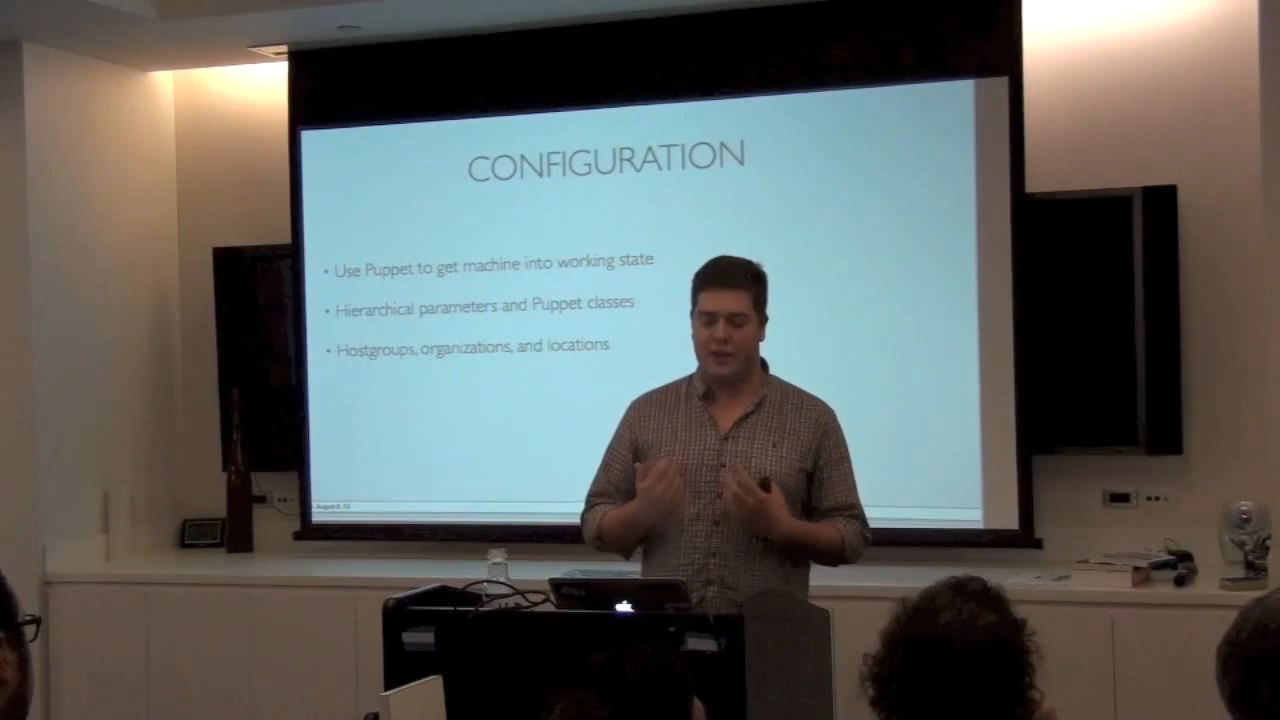 CONFIGURATION
• Use Puppet to get machine into working state
• Hierarchical parameters and Puppet classes
• Hostgroups, organizations, and locations